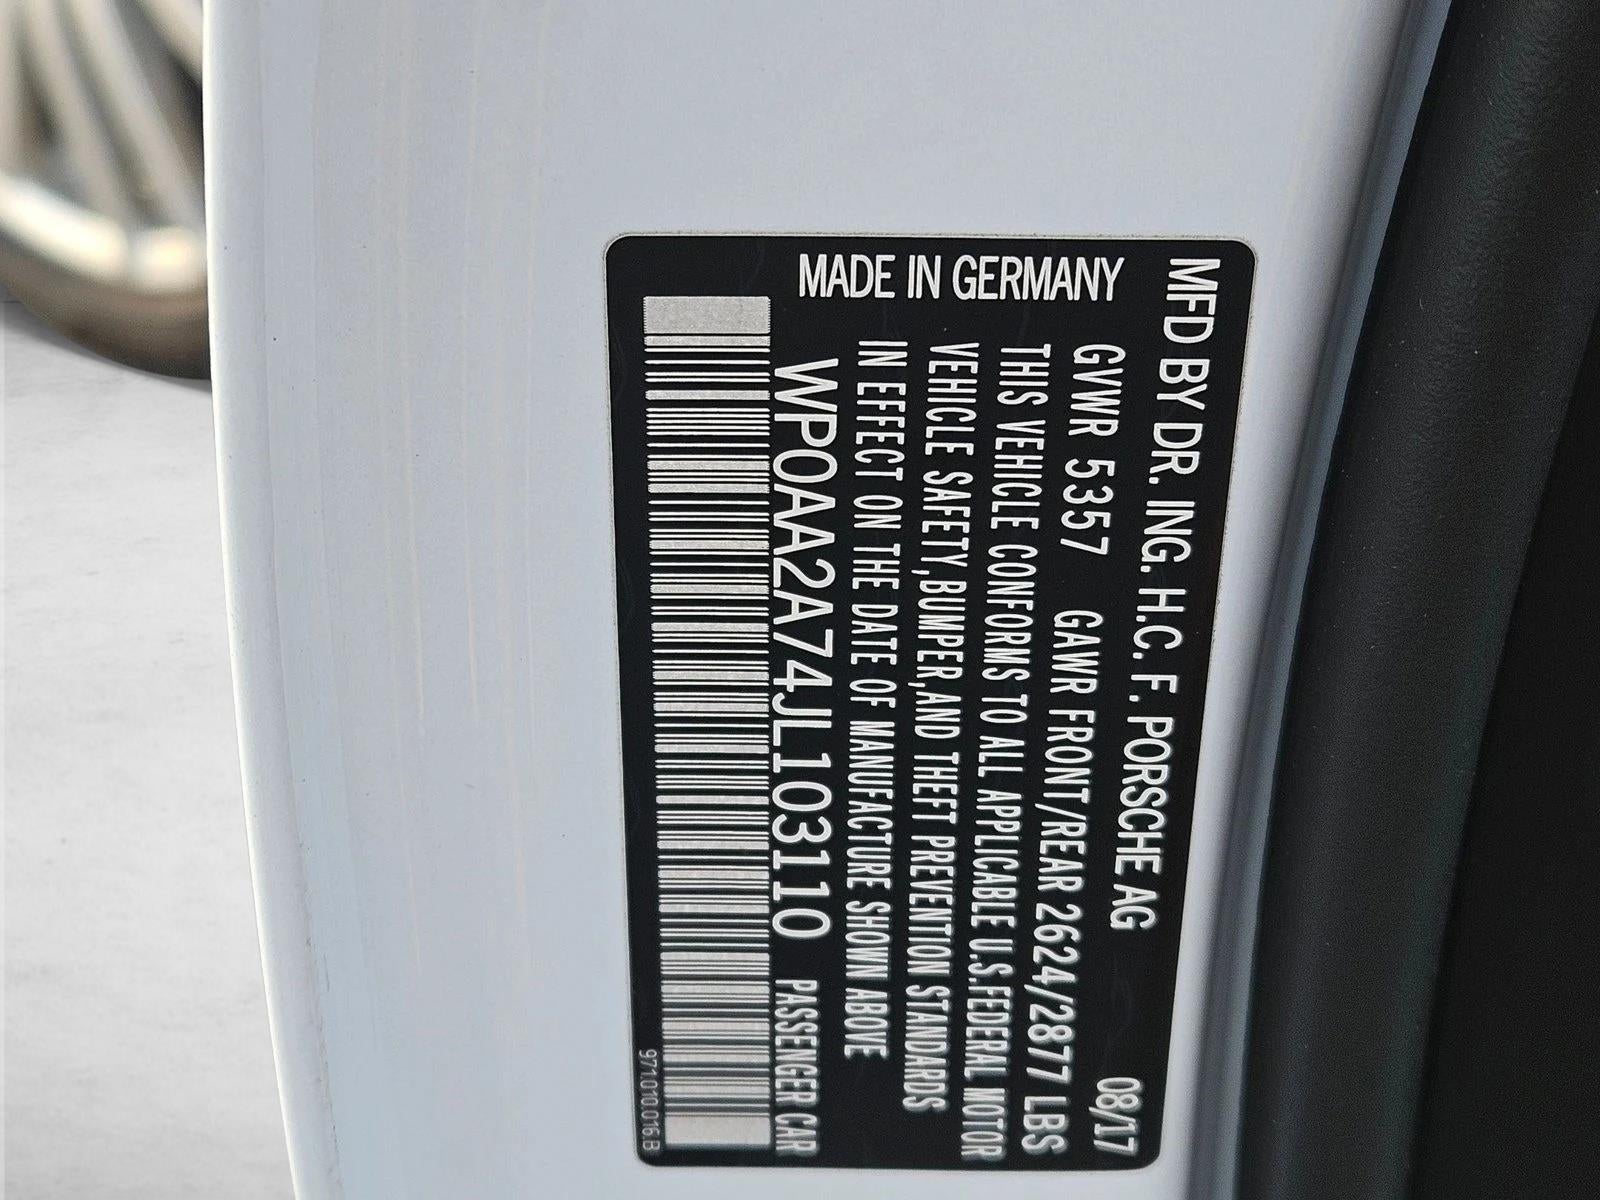 MFD BY DR. ING. H.C. F. PORSCHE AG 08/17
MADE IN GERMANY
GVWR 5357 GAWR FRONT/REAR 2624/2877 LBS
THIS VEHICLE CONFORMS TO ALL APPLICABLE U.S.FEDERAL MOTOR
VEHICLE SAFETY,BUMPER,AND THEFT PREVENTION STANDARDS
IN EFFECT ON THE DATE OF MANUFACTURE SHOWN ABOVE
WP0AA2A74JL103110 PASSENGER CAR
971.010.016.B